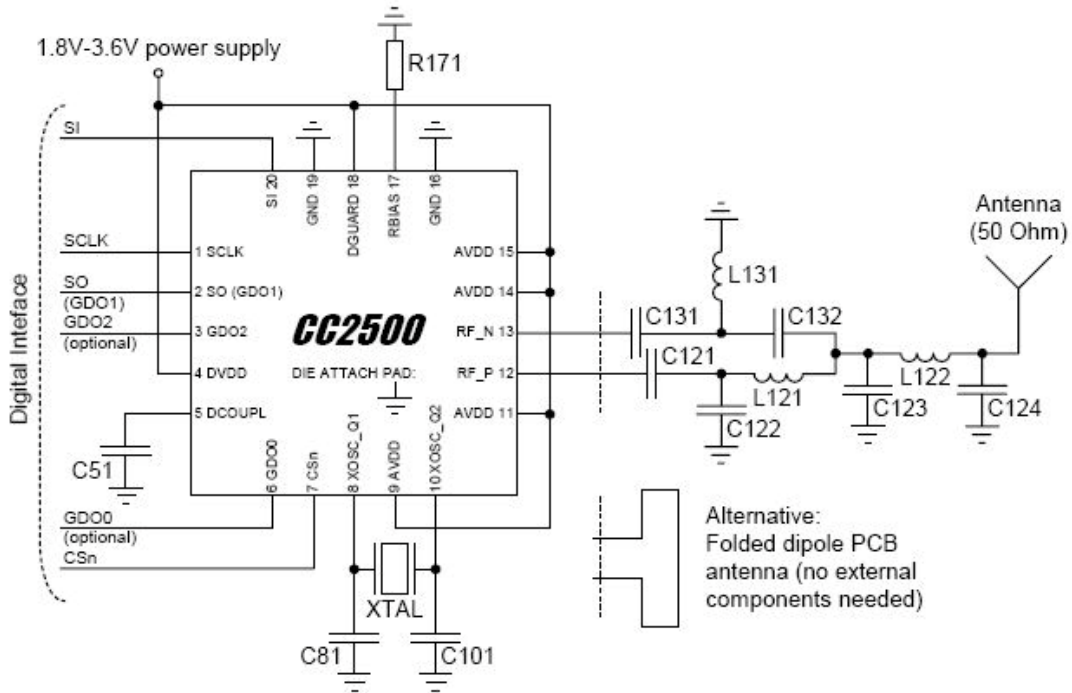 1.8V-3.6V power supply
R171
Digital Inteface
SI
SCLK
SO
(GDO1)
GDO2
(optional)
C51
GDO0
(optional)
CSn
SI 20
GND 19
DGUARD 18
RBIAS 17
GND 16
1 SCLK
2 SO (GDO1)
3 GDO2
4 DVDD
5 DCOUPL
CC2500
DIE ATTACH PAD:
AVDD 15
AVDD 14
RF_N 13
RF_P 12
AVDD 11
6 GDO0
7 CSn
8 XOSC_Q1
9 AVDD
10 XOSC_Q2
XTAL
C81
C101
L131
C131
C132
C121
L121
C122
C123
L122
C124
Antenna
(50 Ohm)
Alternative:
Folded dipole PCB
antenna (no external
components needed)